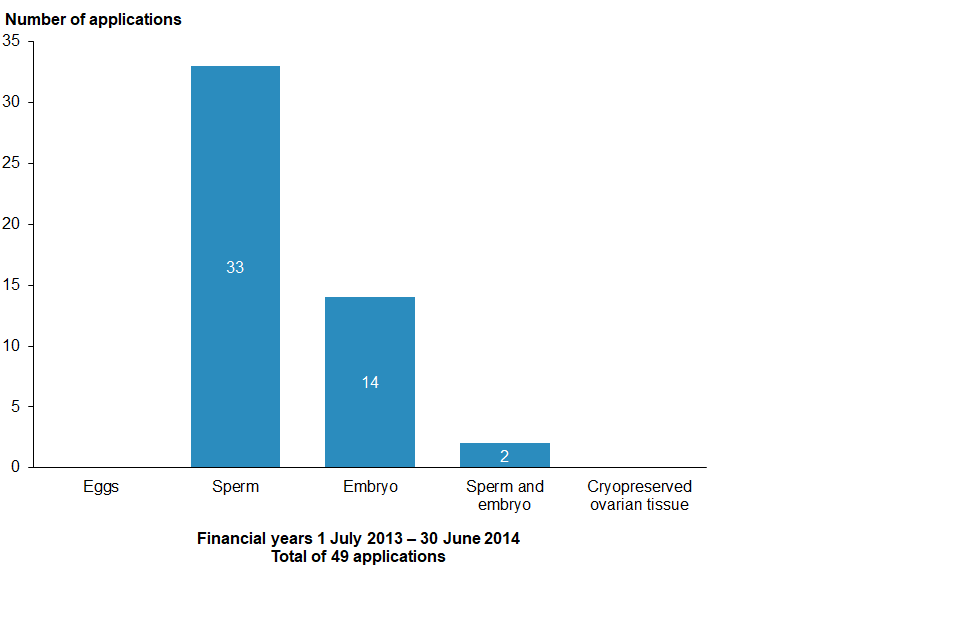 Number of applications
35
30
25
20
15
10
5
0
33
14
2
Eggs
Sperm
Embryo
Sperm and
embryo
Cryopreserved
ovarian tissue
Financial years 1 July 2013 – 30 June 2014
Total of 49 applications